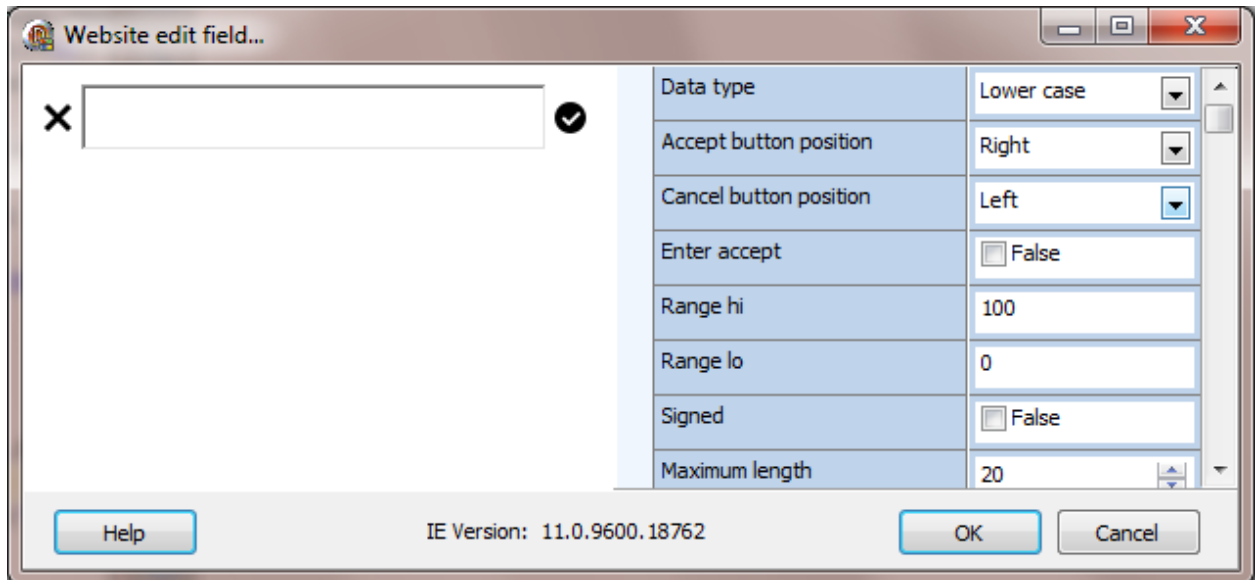 Website edit field...
Data type Lower case
Accept button position Right
Cancel button position Left
Enter accept False
Range hi 100
Range lo 0
Signed False
Maximum length 20
Help IE Version: 11.0.9600.18762 OK Cancel